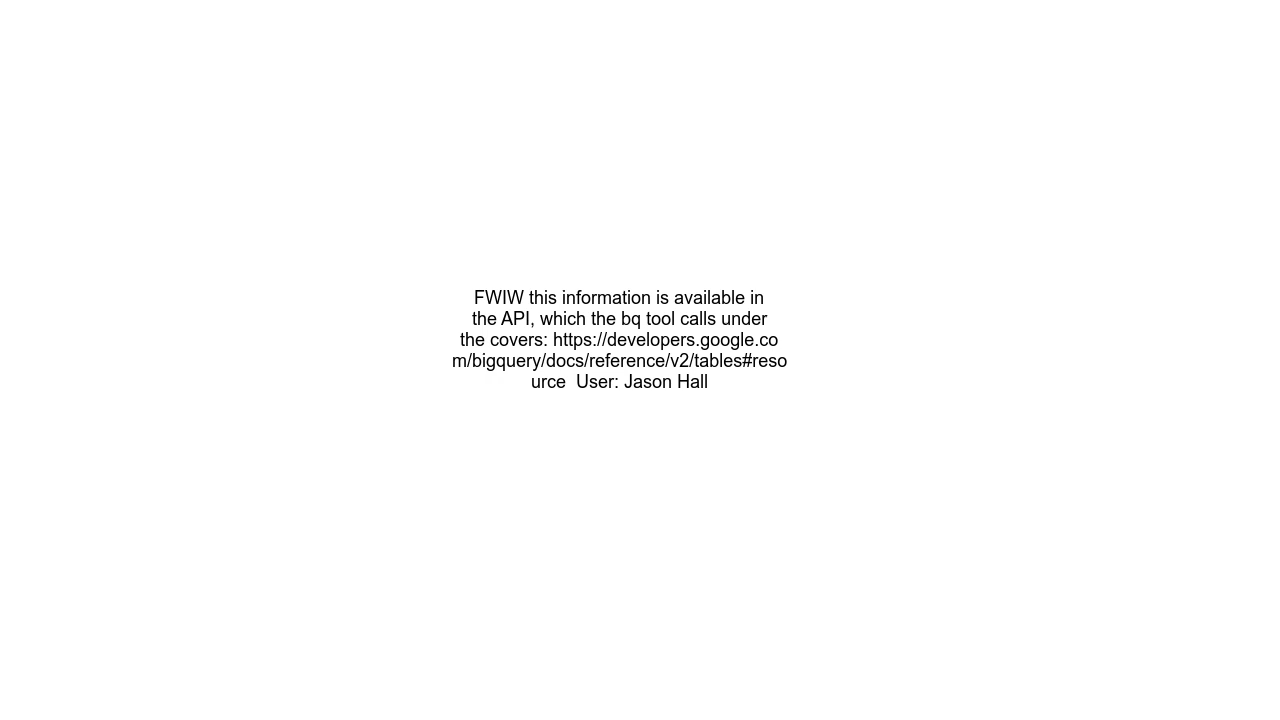 FWIW this information is available in
the API, which the bq tool calls under
the covers: https://developers.google.co
m/bigquery/docs/reference/v2/tables#reso
urce  User: Jason Hall